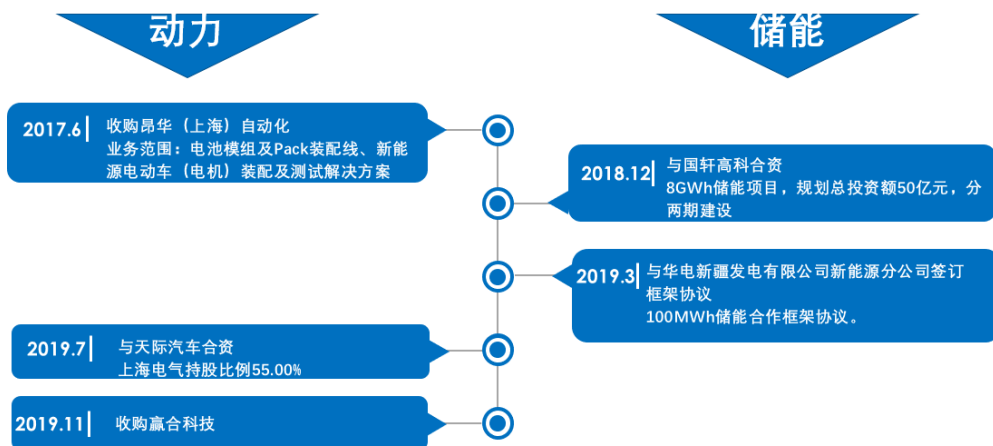 动力
储能
2017.6
收购昂华（上海）自动化
业务范围：电池模组及Pack装配线、新能
源电动车（电机）装配及测试解决方案
2018.12
与国轩高科合资
8GWh储能项目，规划总投资额50亿元，分
两期建设
2019.3
与华电新疆发电有限公司新能源分公司签订
框架协议
100MWh储能合作框架协议。
2019.7
与天际汽车合资
上海电气持股比例55.00%
2019.11
收购赢合科技